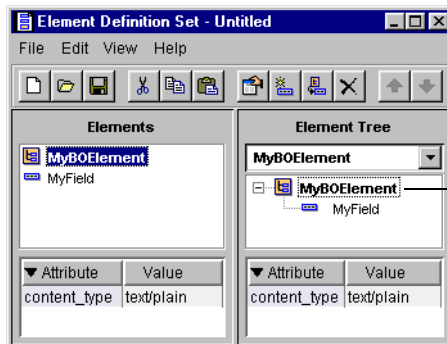 Element Definition Set - Untitled
File Edit View Help
Elements
MyBOElement
MyField
Attribute Value
content_type text/plain
Element Tree
MyBOElement
MyBOElement
MyField
Attribute Value
content_type text/plain